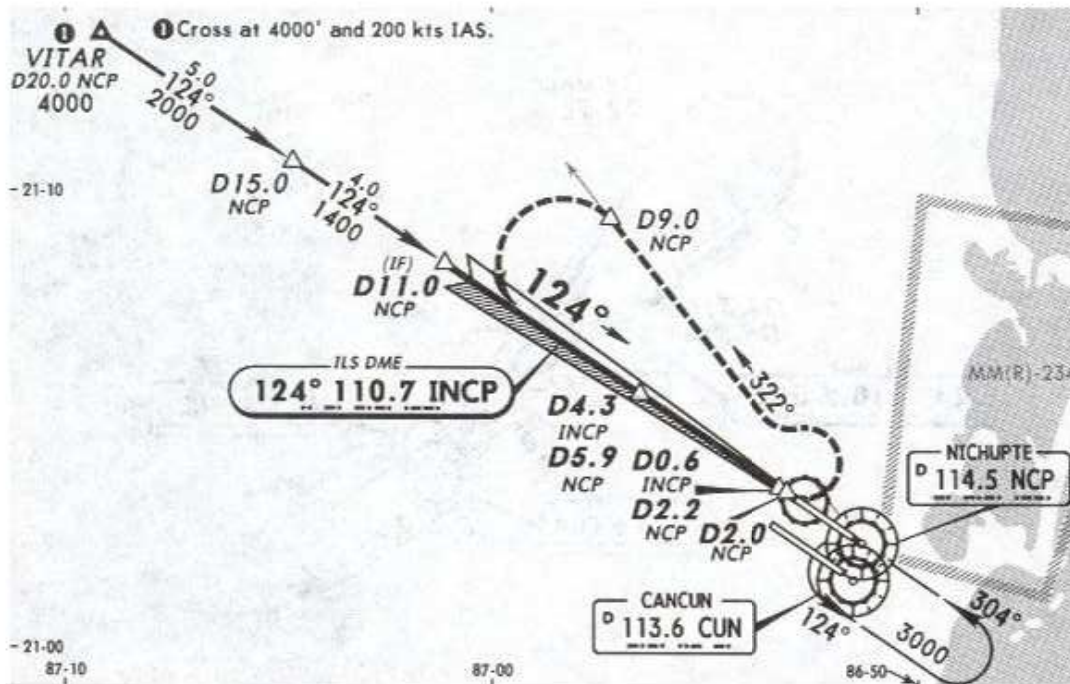 ❶ Cross at 4000' and 200 kts IAS.
❶
VITAR
D20.0 NCP
4000
5.0
124°
2000
D15.0
NCP
4.0
124°
1400
21-10
(IF)
D11.0
NCP
D9.0
NCP
124°
322°
ILS DME
124° 110.7 INCP
D4.3
INCP
D5.9
NCP
D0.6
INCP
D2.2
NCP
D2.0
NCP
MM(R)-234
NICHUPTE
D 114.5 NCP
CANCUN
D 113.6 CUN
124°
3000
304°
21-00
87-10
87-00
86-50